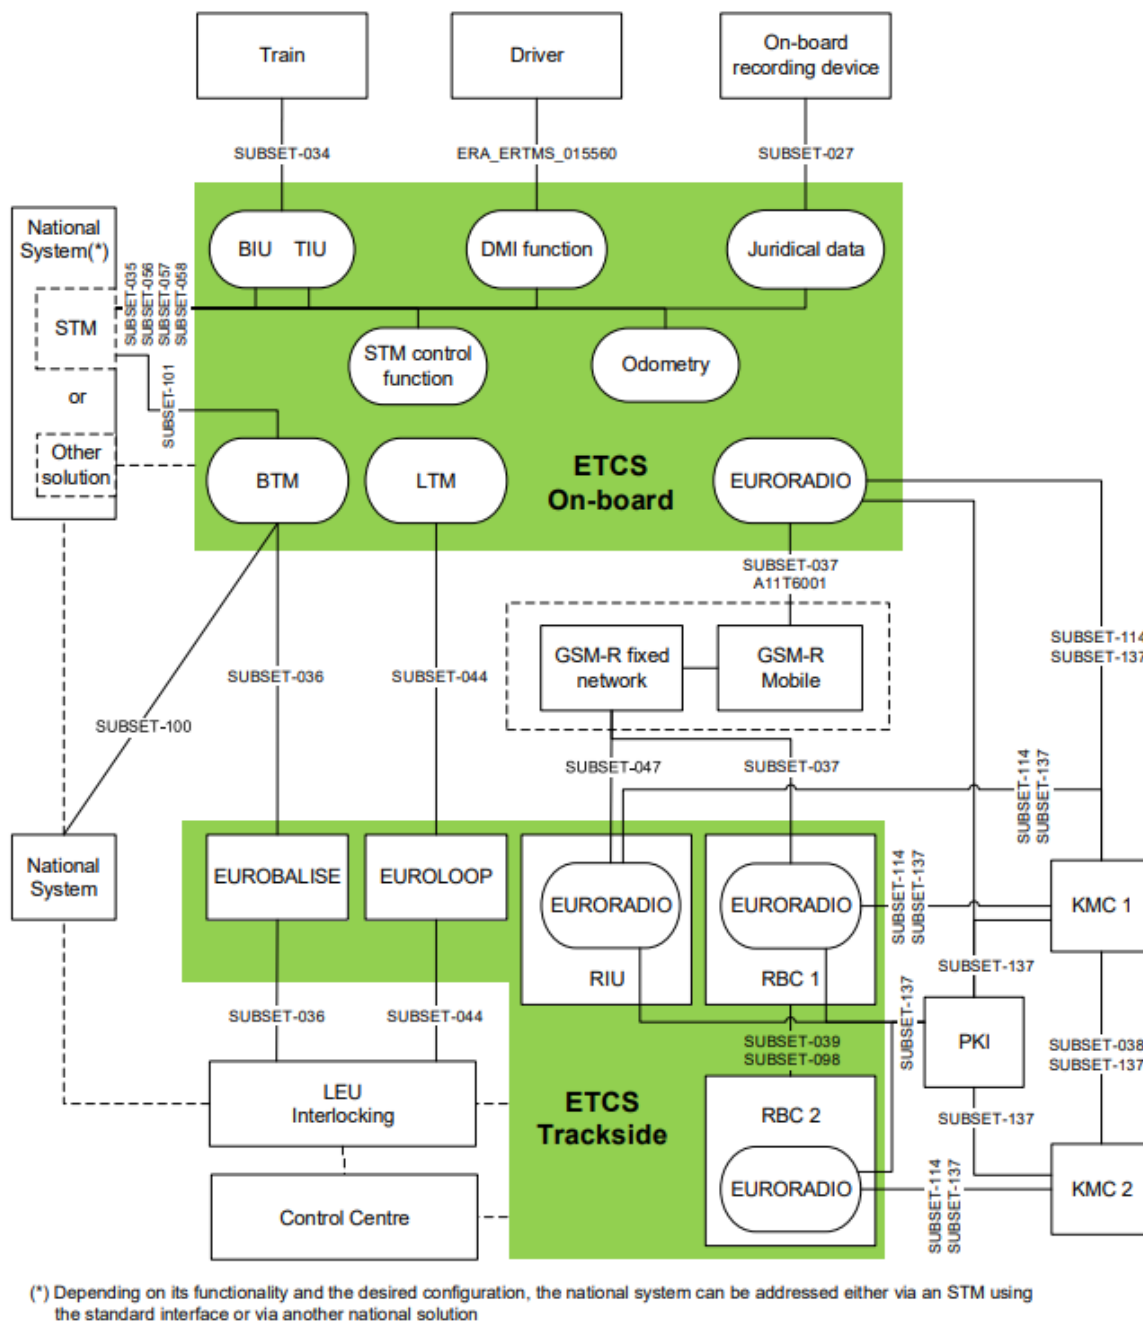 Train
Driver
On-board
recording device
SUBSET-034
ERA_ERTMS_015560
SUBSET-027
National
System(*)
STM
or
Other
solution
SUBSET-035
SUBSET-056
SUBSET-057
SUBSET-058
SUBSET-101
BIU TIU
DMI function
Juridical data
STM control
function
Odometry
BTM
LTM
ETCS
On-board
EURORADIO
SUBSET-037
A11T6001
GSM-R fixed
network
GSM-R
Mobile
SUBSET-114
SUBSET-137
SUBSET-036
SUBSET-044
SUBSET-100
SUBSET-047
SUBSET-037
SUBSET-114
SUBSET-137
National
System
EUROBALISE
EUROLOOP
EURORADIO
RIU
EURORADIO
RBC 1
SUBSET-114
SUBSET-137
KMC 1
SUBSET-137
SUBSET-137
SUBSET-036
SUBSET-044
SUBSET-039
SUBSET-098
PKI
SUBSET-038
SUBSET-137
LEU
Interlocking
ETCS
Trackside
RBC 2
EURORADIO
SUBSET-137
SUBSET-114
SUBSET-137
KMC 2
Control Centre
(*) Depending on its functionality and the desired configuration, the national system can be addressed either via an STM using
the standard interface or via another national solution